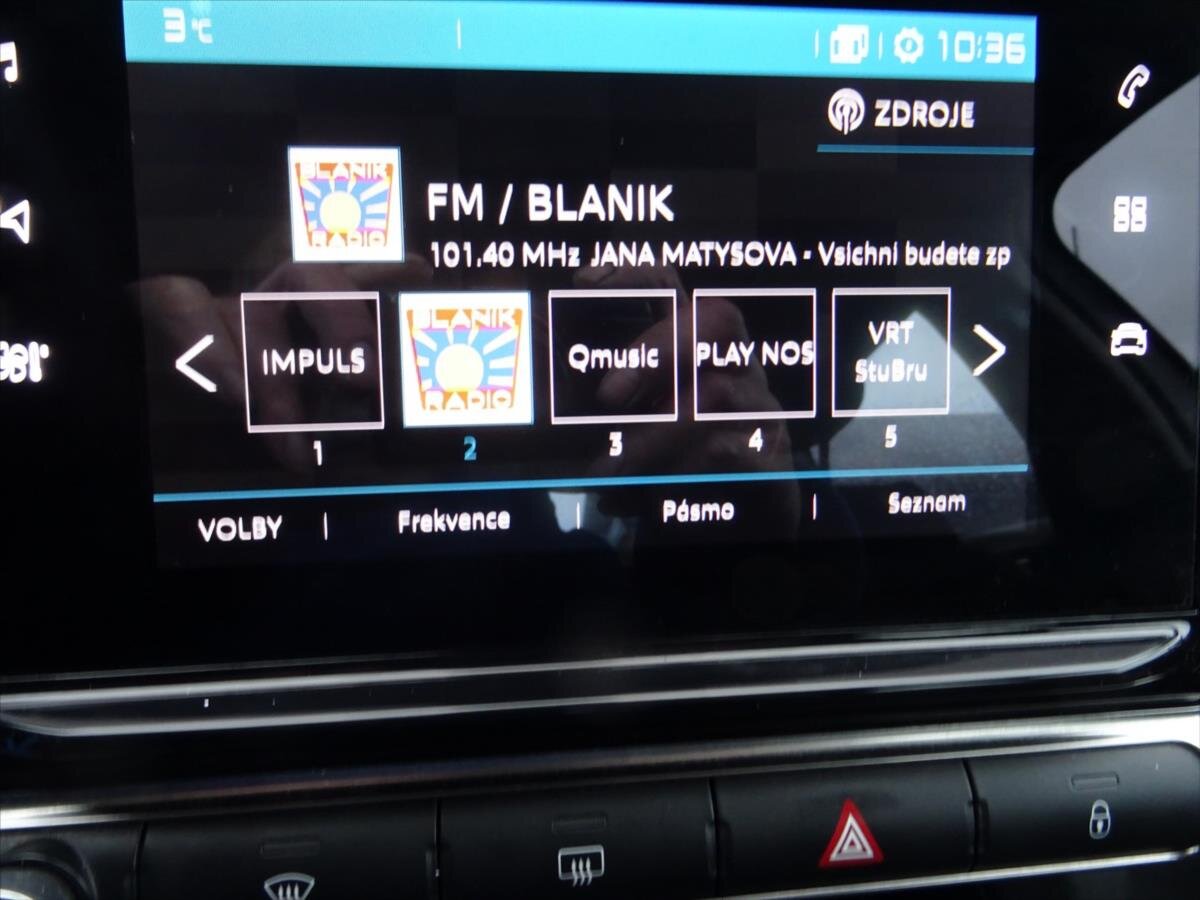 3 °C
10:36
ZDROJE
BLANIK
RADIO
FM / BLANIK
101.40 MHz JANA MATYSOVA - Vsichni budete zp
IMPULS
BLANIK
RADIO
Qmusic
PLAY NOS
VRT
StuBru
1 2 3 4 5
VOLBY | Frekvence | Pásmo | Seznam